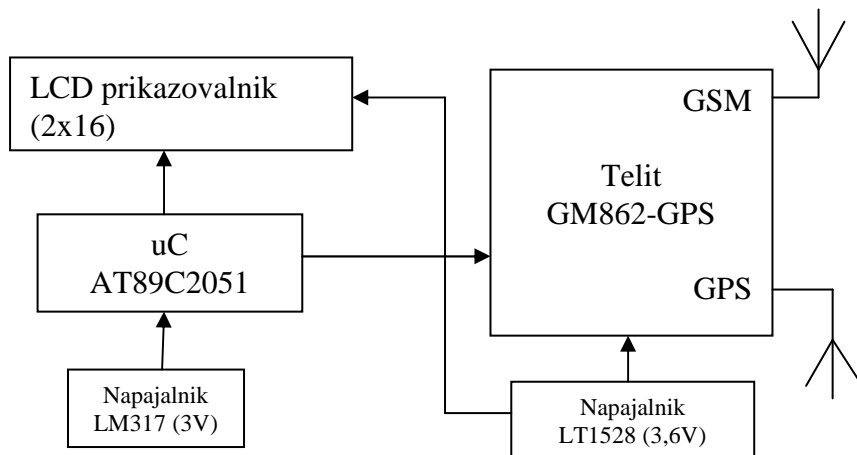 LCD prikazovalnik
(2x16)
GSM
Telit
GM862-GPS
uC
AT89C2051
GPS
Napajalnik
LM317 (3V)
Napajalnik
LT1528 (3,6V)